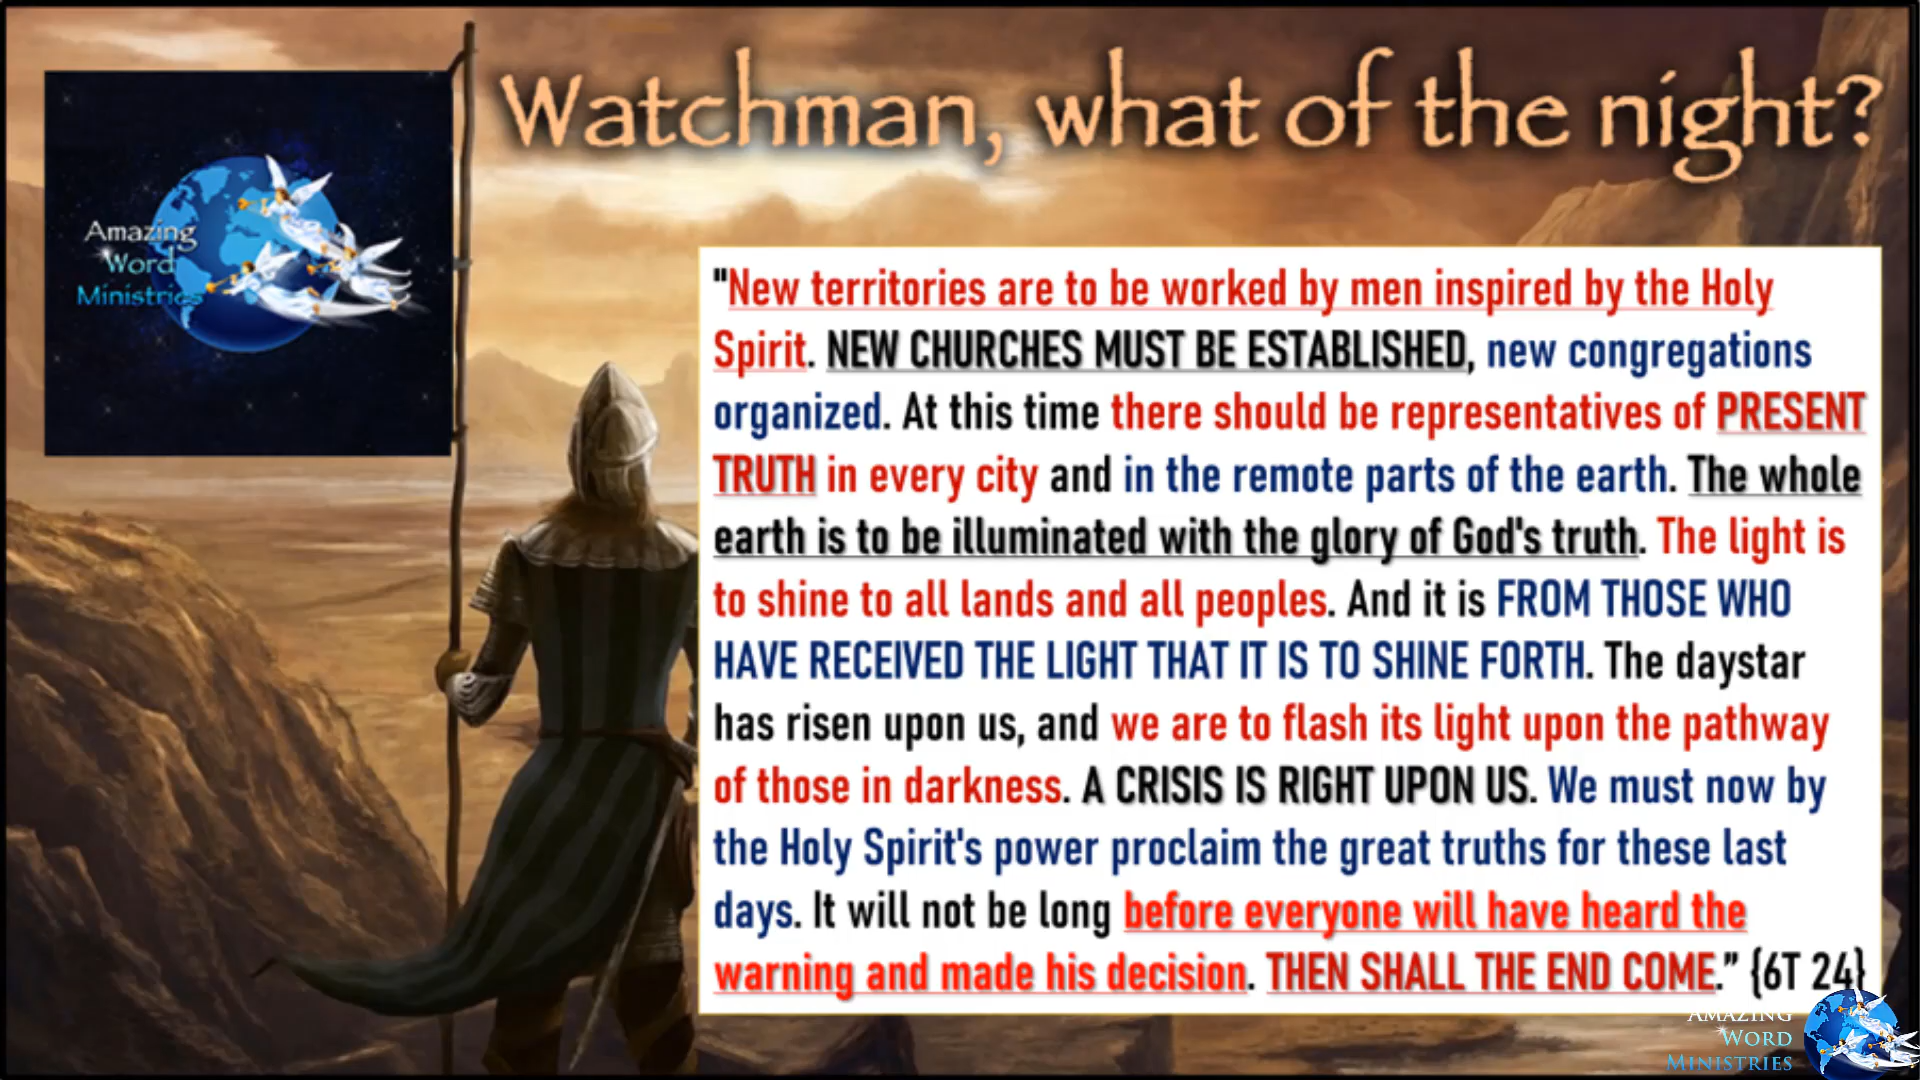 Watchman, what of the night?
Amazing
Word
Ministries
"New territories are to be worked by men inspired by the Holy
Spirit. NEW CHURCHES MUST BE ESTABLISHED, new congregations
organized. At this time there should be representatives of PRESENT
TRUTH in every city and in the remote parts of the earth. The whole
earth is to be illuminated with the glory of God's truth. The light is
to shine to all lands and all peoples. And it is FROM THOSE WHO
HAVE RECEIVED THE LIGHT THAT IT IS TO SHINE FORTH. The daystar
has risen upon us, and we are to flash its light upon the pathway
of those in darkness. A CRISIS IS RIGHT UPON US. We must now by
the Holy Spirit's power proclaim the great truths for these last
days. It will not be long before everyone will have heard the
warning and made his decision. THEN SHALL THE END COME.” {6T 24}
AMAZING
WORD
MINISTRIES